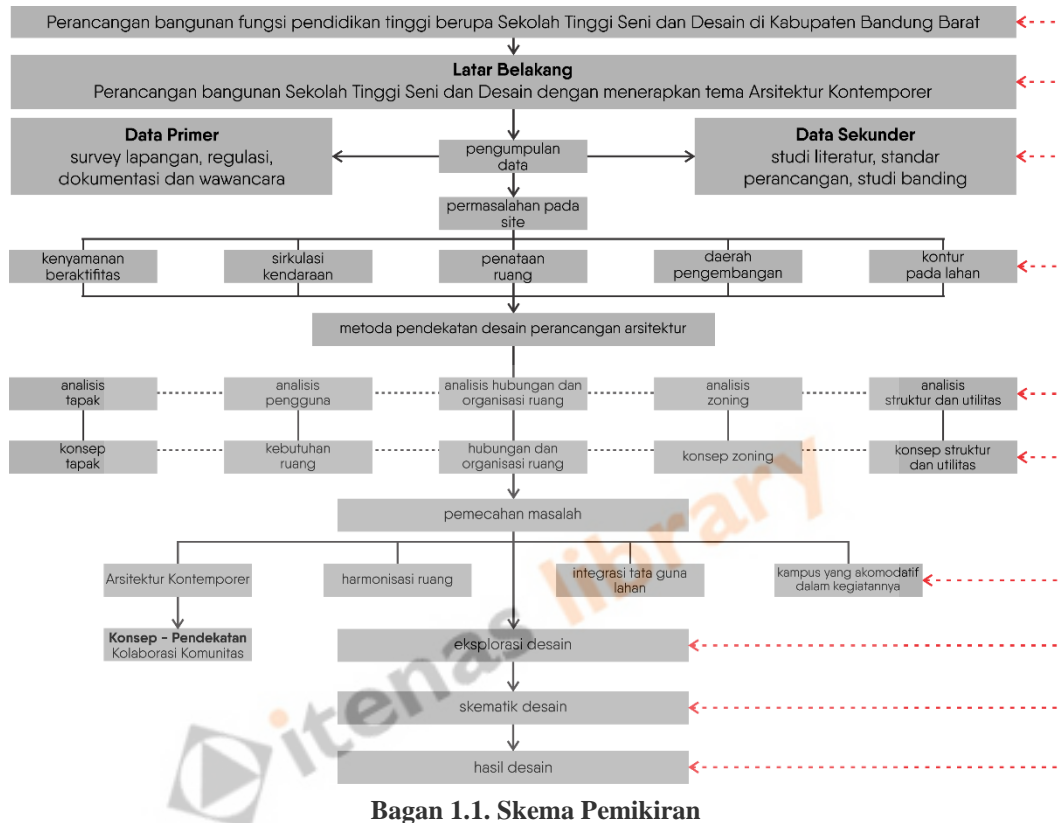 Perancangan bangunan fungsi pendidikan tinggi berupa Sekolah Tinggi Seni dan Desain di Kabupaten Bandung Barat
Latar Belakang
Perancangan bangunan Sekolah Tinggi Seni dan Desain dengan menerapkan tema Arsitektur Kontemporer
Data Primer
survey lapangan, regulasi,
dokumentasi dan wawancara
pengumpulan
data
Data Sekunder
studi literatur, standar
perancangan, studi banding
permasalahan pada
site
kenyamanan
beraktifitas
sirkulasi
kendaraan
penataan
ruang
daerah
pengembangan
kontur
pada lahan
metoda pendekatan desain perancangan arsitektur
analisis
tapak
analisis
pengguna
analisis hubungan dan
organisasi ruang
analisis
zoning
analisis
struktur dan utilitas
konsep
tapak
kebutuhan
ruang
hubungan dan
organisasi ruang
konsep zoning
konsep struktur
dan utilitas
pemecahan masalah
Arsitektur Kontemporer
harmonisasi ruang
integrasi tata guna
lahan
kampus yang akomodatif
dalam kegiatannya
Konsep - Pendekatan
Kolaborasi Komunitas
eksplorasi desain
skematik desain
hasil desain
itenas library
Bagan 1.1. Skema Pemikiran